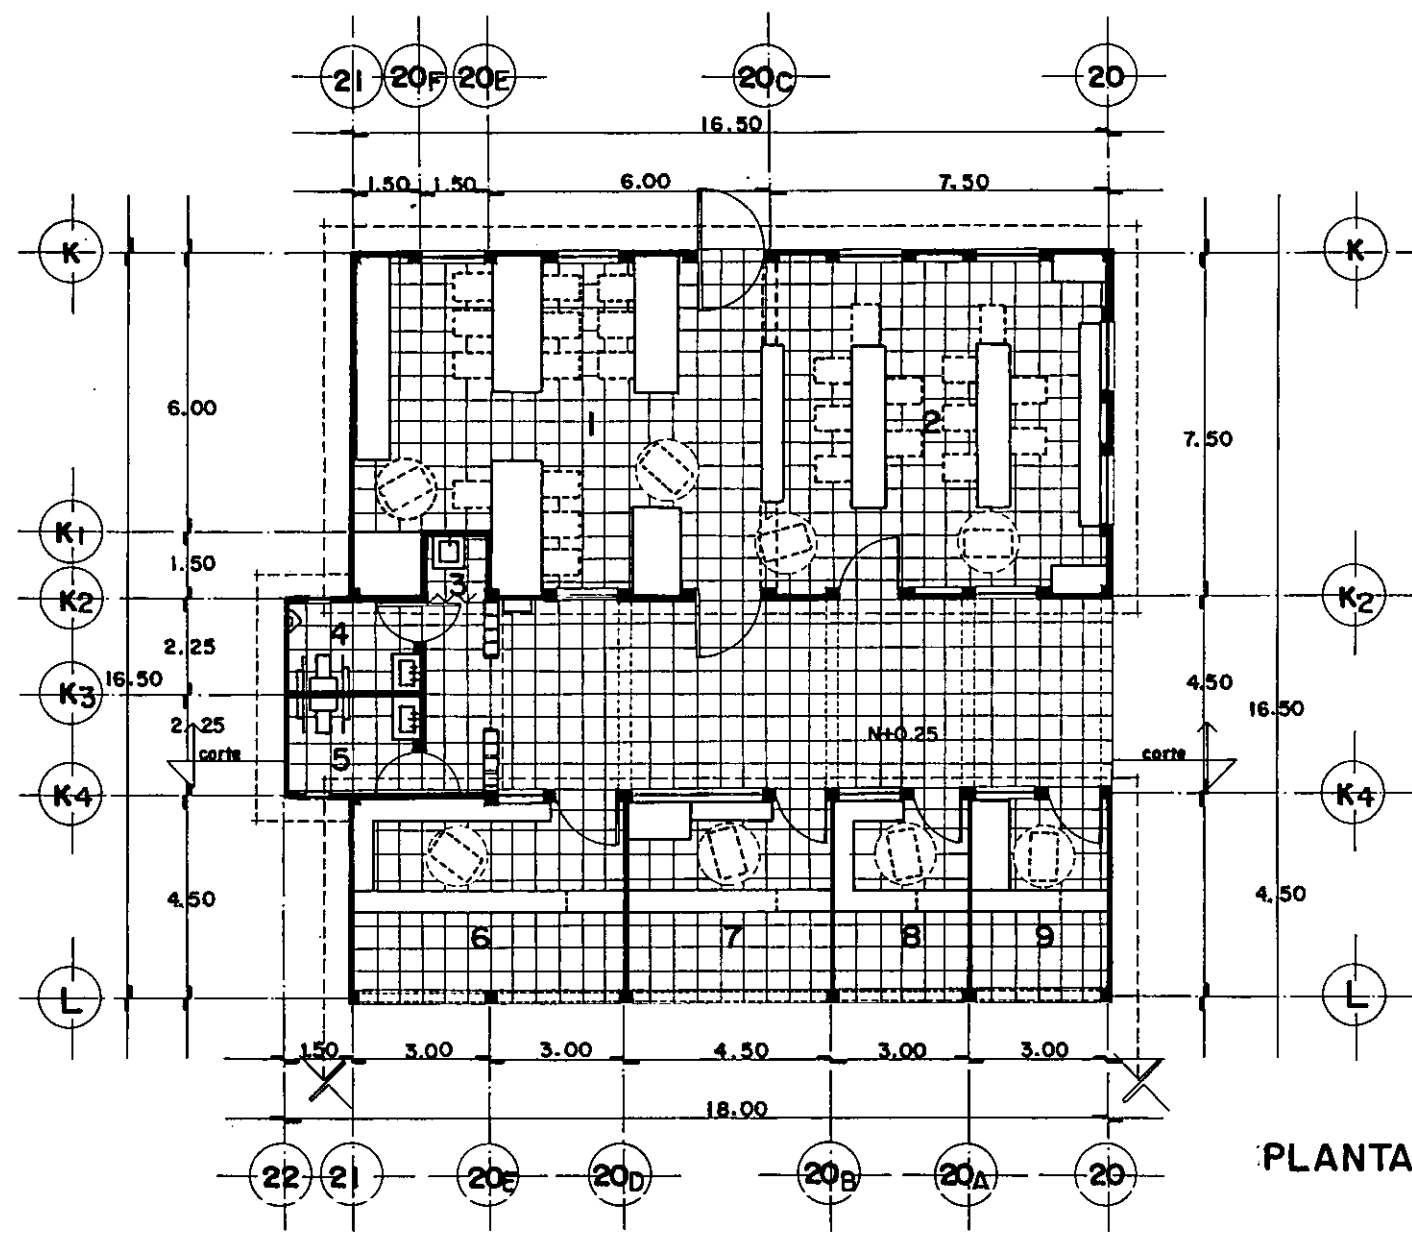 21 20F 20E 20C 20
16.50
1.50 1.50 6.00 7.50
K K
6.00 1 2 7.50
K1
1.50 3
K2 K2
4
2.25
K3 16.50 4.50 16.50
2.25 N+0.25
corte 5 corte
K4 K4
4.50 4.50
6 7 8 9
L L
1.50 3.00 3.00 4.50 3.00 3.00
18.00
22 21 20E 20D 20B 20A 20
PLANTA